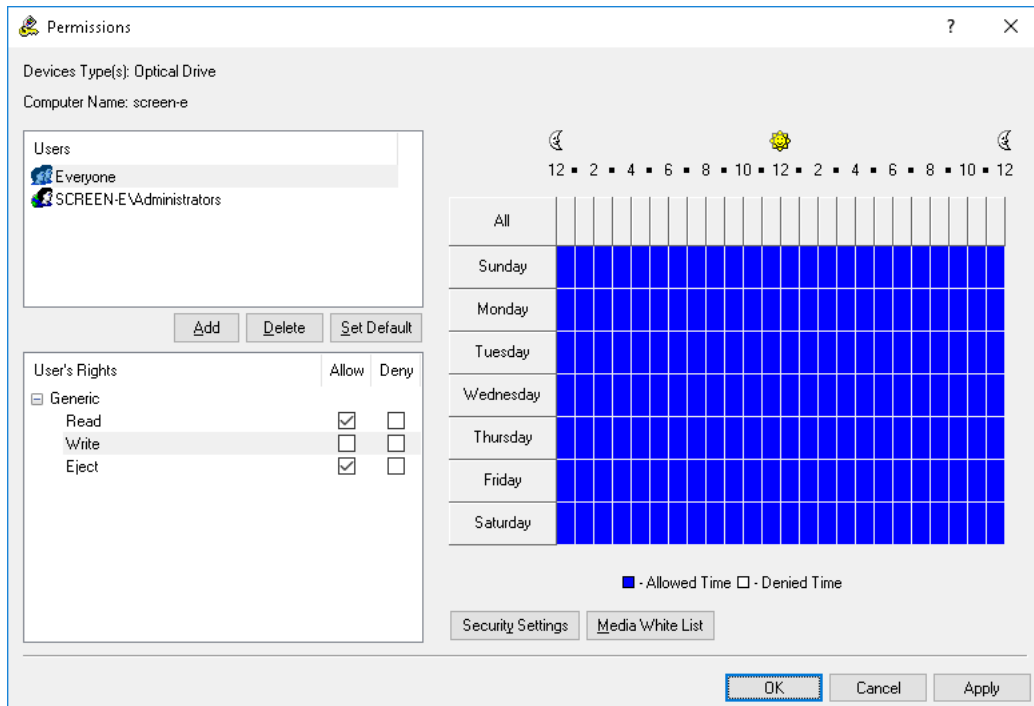 Permissions
?
Devices Type(s): Optical Drive
Computer Name: screen-e
Users
Everyone
SCREEN-E\Administrators
Add Delete Set Default
User's Rights Allow Deny
Generic
Read
Write
Eject
12 ▪ 2 ▪ 4 ▪ 6 ▪ 8 ▪ 10 ▪ 12 ▪ 2 ▪ 4 ▪ 6 ▪ 8 ▪ 10 ▪ 12
All
Sunday
Monday
Tuesday
Wednesday
Thursday
Friday
Saturday
- Allowed Time - Denied Time
Security Settings Media White List
OK Cancel Apply